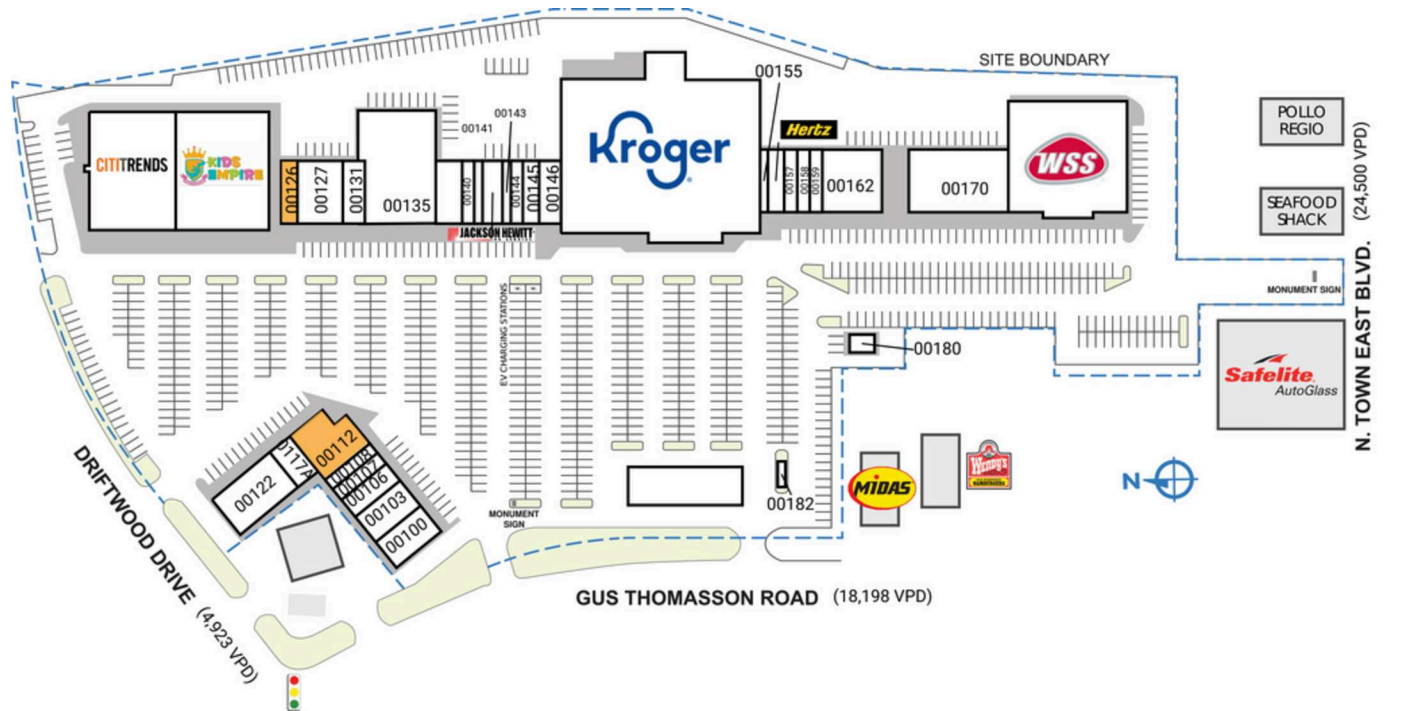 SITE BOUNDARY
00155
Hertz
POLLO
REGIO
CITITRENDS
KIDS
EMPIRE
00126
00127
00131
00135
00140
00141
00143
00144
00145
00146
JACKSON HEWITT
Kroger
00157
00158
00159
00162
00170
WSS
SEAFOOD
SHACK
(24,500 VPD)
N. TOWN EAST BLVD.
MONUMENT SIGN
EV CHARGING STATIONS
00180
Safelite
AutoGlass
00112
00108
00107
00106
00103
00100
0117A
00122
MONUMENT
SIGN
00182
MIDAS
Wendy's
N
DRIFTWOOD DRIVE
(4,923 VPD)
GUS THOMASSON ROAD (18,198 VPD)